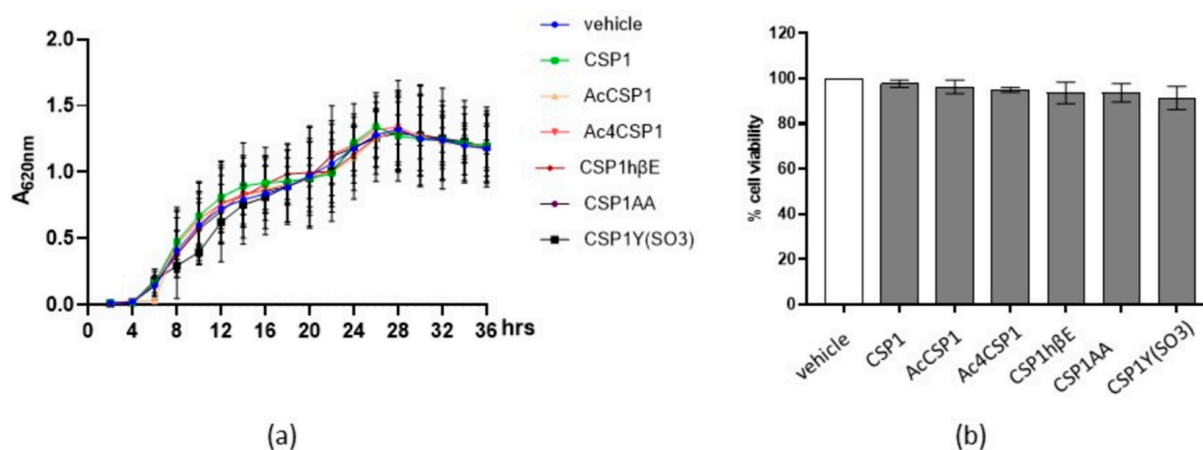 2.0
1.5
1.0
0.5
0.0
A620nm
0 4 8 12 16 20 24 28 32 36 hrs
vehicle
CSP1
AcCSP1
Ac4CSP1
CSP1hβE
CSP1AA
CSP1Y(SO3)
(a)
120
100
80
60
40
20
0
% cell viability
vehicle
CSP1
AcCSP1
Ac4CSP1
CSP1hβE
CSP1AA
CSP1Y(SO3)
(b)